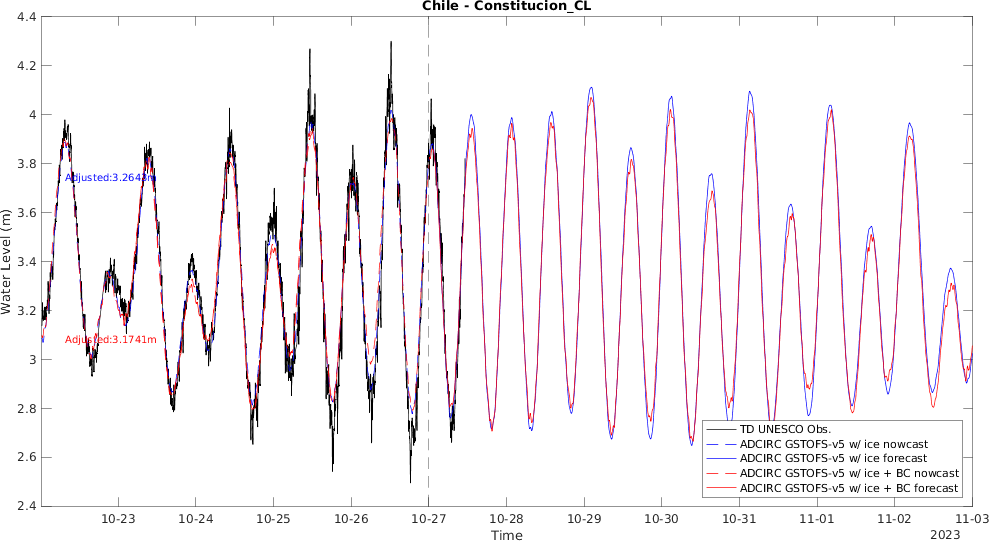 Chile - Constitucion_CL
4.4
4.2
4
3.8
3.6
3.4
3.2
3
2.8
2.6
2.4
Water Level (m)
Adjusted:3.2643m
Adjusted:3.1741m
TD UNESCO Obs.
ADCIRC GSTOFS-v5 w/ ice nowcast
ADCIRC GSTOFS-v5 w/ ice forecast
ADCIRC GSTOFS-v5 w/ ice + BC nowcast
ADCIRC GSTOFS-v5 w/ ice + BC forecast
10-23 10-24 10-25 10-26 10-27 10-28 10-29 10-30 10-31 11-01 11-02 11-03
Time
2023